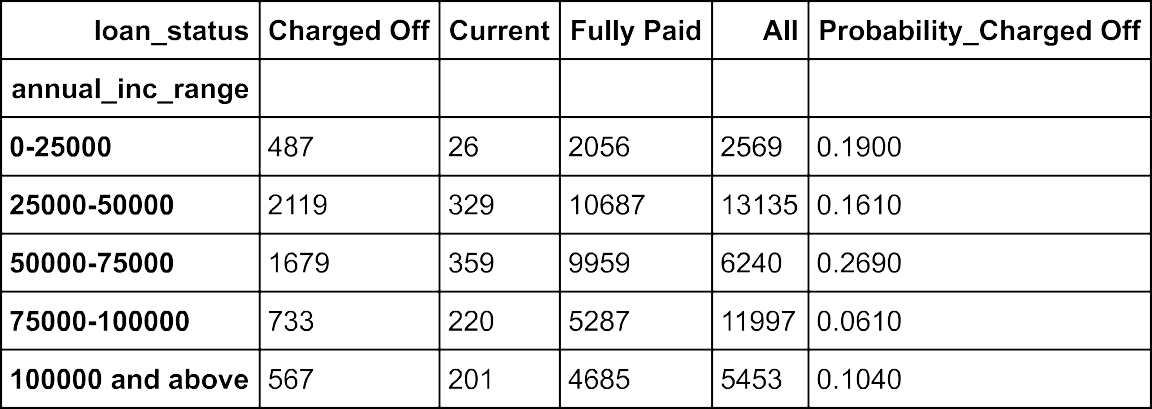 loan_status Charged Off Current Fully Paid All Probability_Charged Off
annual_inc_range
0-25000 487 26 2056 2569 0.1900
25000-50000 2119 329 10687 13135 0.1610
50000-75000 1679 359 9959 6240 0.2690
75000-100000 733 220 5287 11997 0.0610
100000 and above 567 201 4685 5453 0.1040